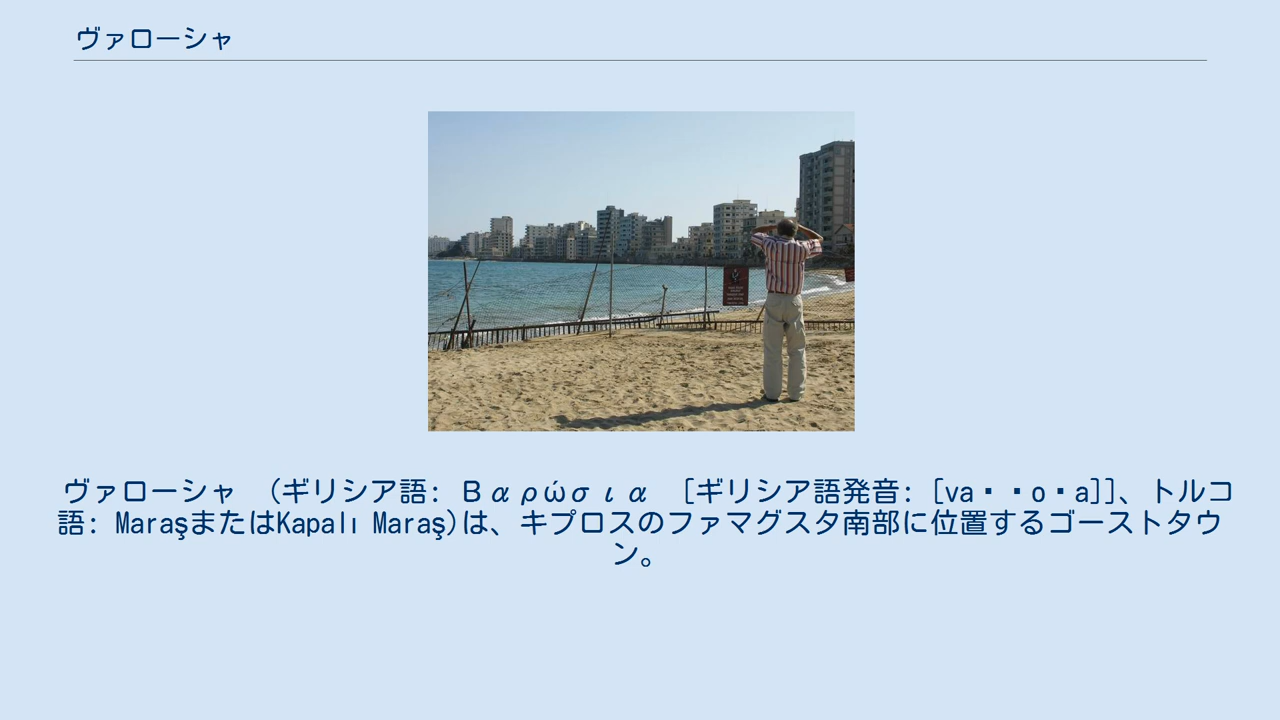 ヴァローシャ
ヴァローシャ (ギリシア語: Βαρώσια [ギリシア語発音: [va▪▪o▪a]]、トルコ
語: MaraşまたはKapalı Maraş)は、キプロスのファマグスタ南部に位置するゴーストタウ
ン。